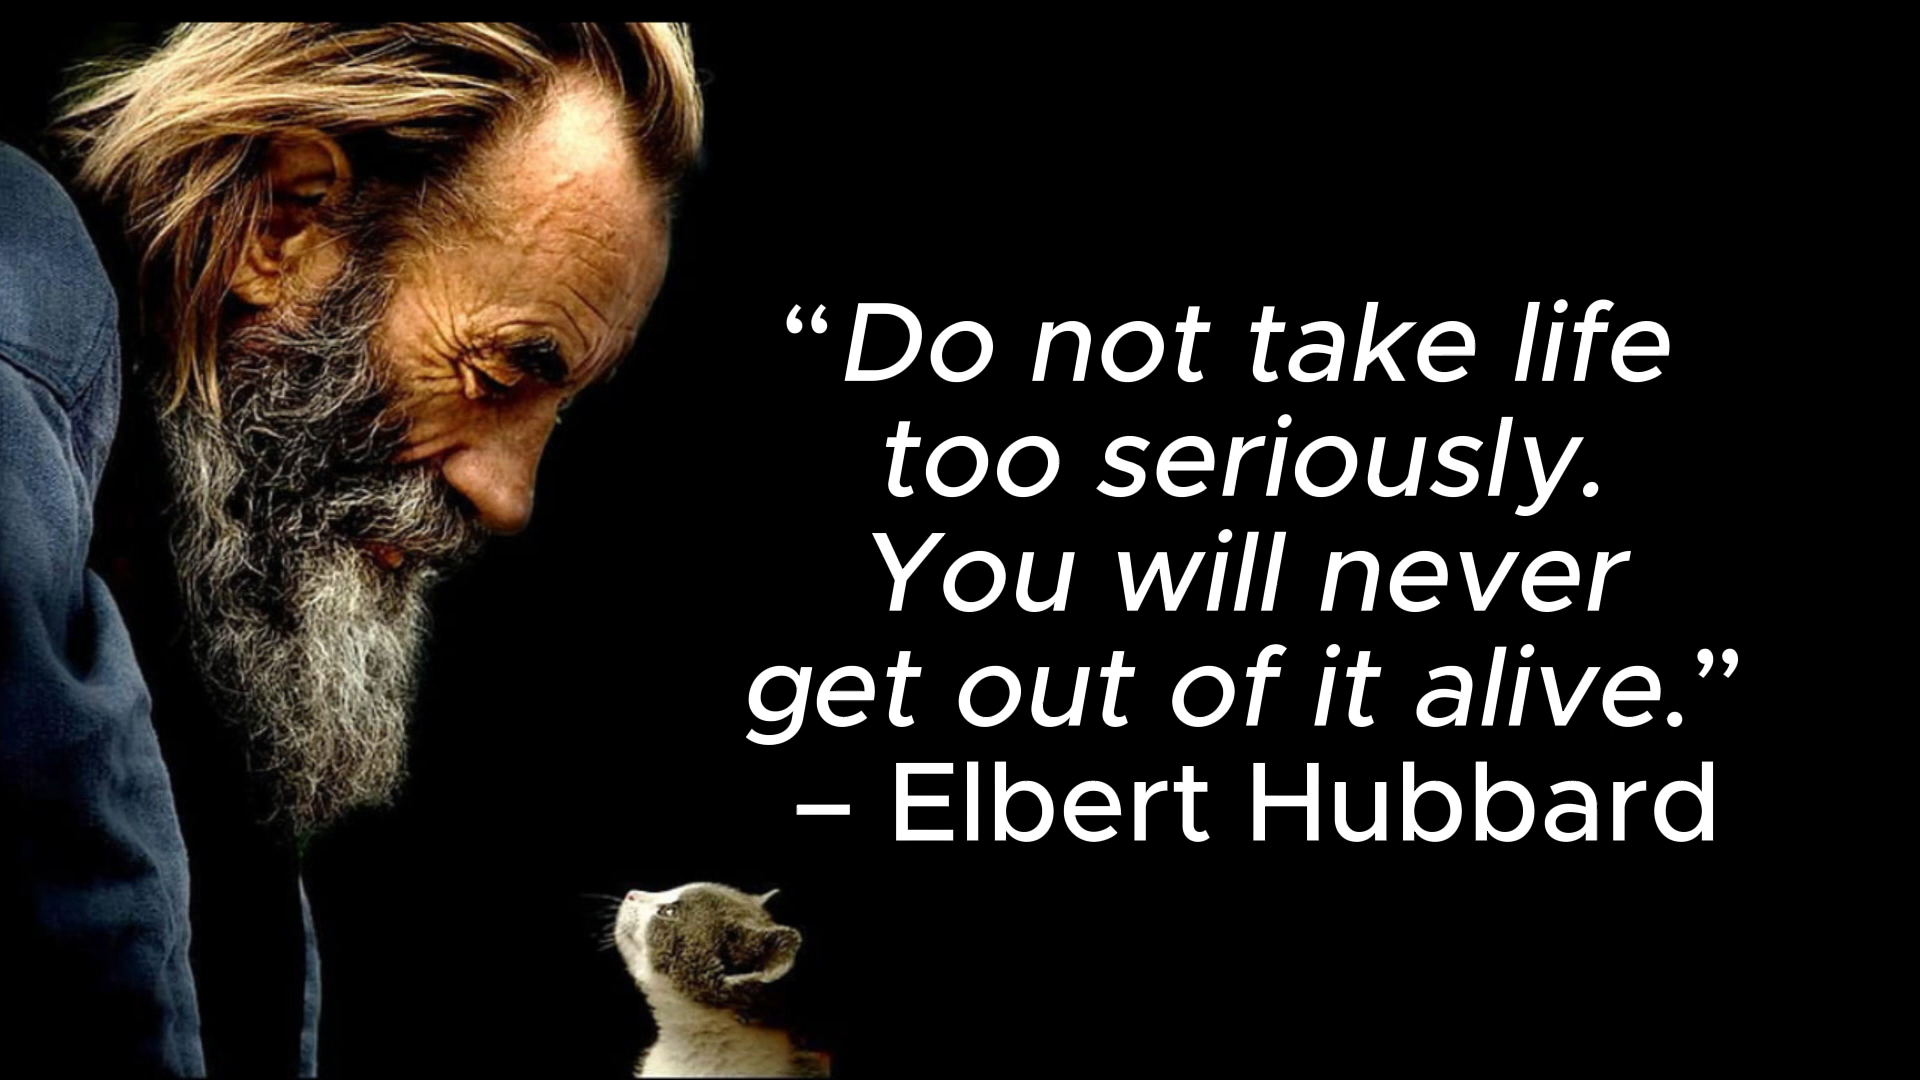 “Do not take life
too seriously.
You will never
get out of it alive.”
– Elbert Hubbard